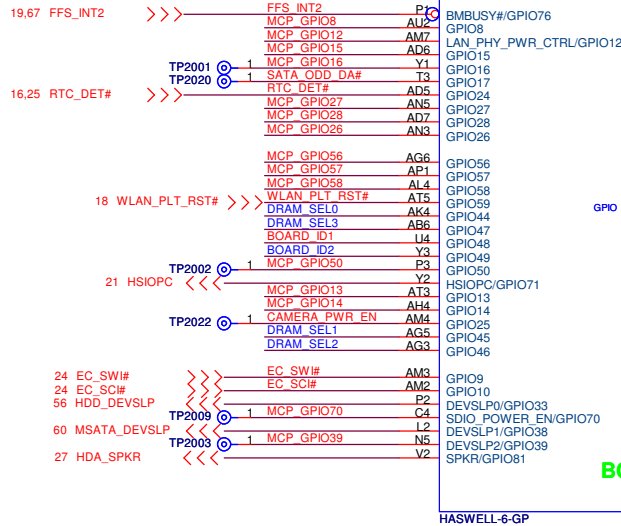 19,67 FFS_INT2 FFS_INT2 BMBUSY#/GPIO76
MCP_GPIO8 AU2 GPIO8
MCP_GPIO12 AM7 LAN_PHY_PWR_CTRL/GPIO12
MCP_GPIO15 AD6 GPIO15
TP2001 1 MCP_GPIO16 Y1 GPIO16
TP2020 1 SATA_ODD_DA# T3 GPIO17
16,25 RTC_DET# RTC_DET# AD5 GPIO24
MCP_GPIO27 AN5 GPIO27
MCP_GPIO28 AD7 GPIO28
MCP_GPIO26 AN3 GPIO26
MCP_GPIO56 AG6 GPIO56
MCP_GPIO57 AP1 GPIO57
MCP_GPIO58 AL4 GPIO58
18 WLAN_PLT_RST# WLAN_PLT_RST# AT5 GPIO59
DRAM_SEL0 AK4 GPIO44
GPIO
DRAM_SEL3 AB6 GPIO47
BOARD_ID1 U4 GPIO48
BOARD_ID2 Y3 GPIO49
TP2002 1 MCP_GPIO50 P3 GPIO50
21 HSIOPC Y2 HSIOPC/GPIO71
MCP_GPIO13 AT3 GPIO13
MCP_GPIO14 AH4 GPIO14
TP2022 1 CAMERA_PWR_EN AM4 GPIO25
DRAM_SEL1 AG5 GPIO45
DRAM_SEL2 AG3 GPIO46
24 EC_SWI# EC_SWI# AM3 GPIO9
24 EC_SCI# EC_SCI# AM2 GPIO10
56 HDD_DEVSLP P2 DEVSLP0/GPIO33
TP2009 1 MCP_GPIO70 C4 SDIO_POWER_EN/GPIO70
60 MSATA_DEVSLP L2 DEVSLP1/GPIO38
TP2003 1 MCP_GPIO39 N5 DEVSLP2/GPIO39
27 HDA_SPKR V2 SPKR/GPIO81
HASWELL-6-GP